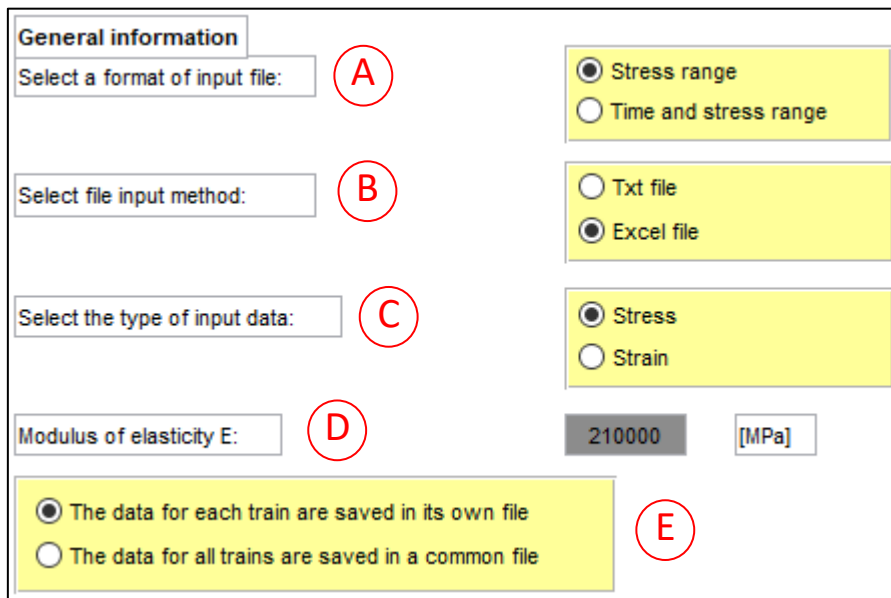 General information
Select a format of input file:
A
Stress range
Time and stress range
Select file input method:
B
Txt file
Excel file
Select the type of input data:
C
Stress
Strain
Modulus of elasticity E:
D
210000
[MPa]
The data for each train are saved in its own file
The data for all trains are saved in a common file
E